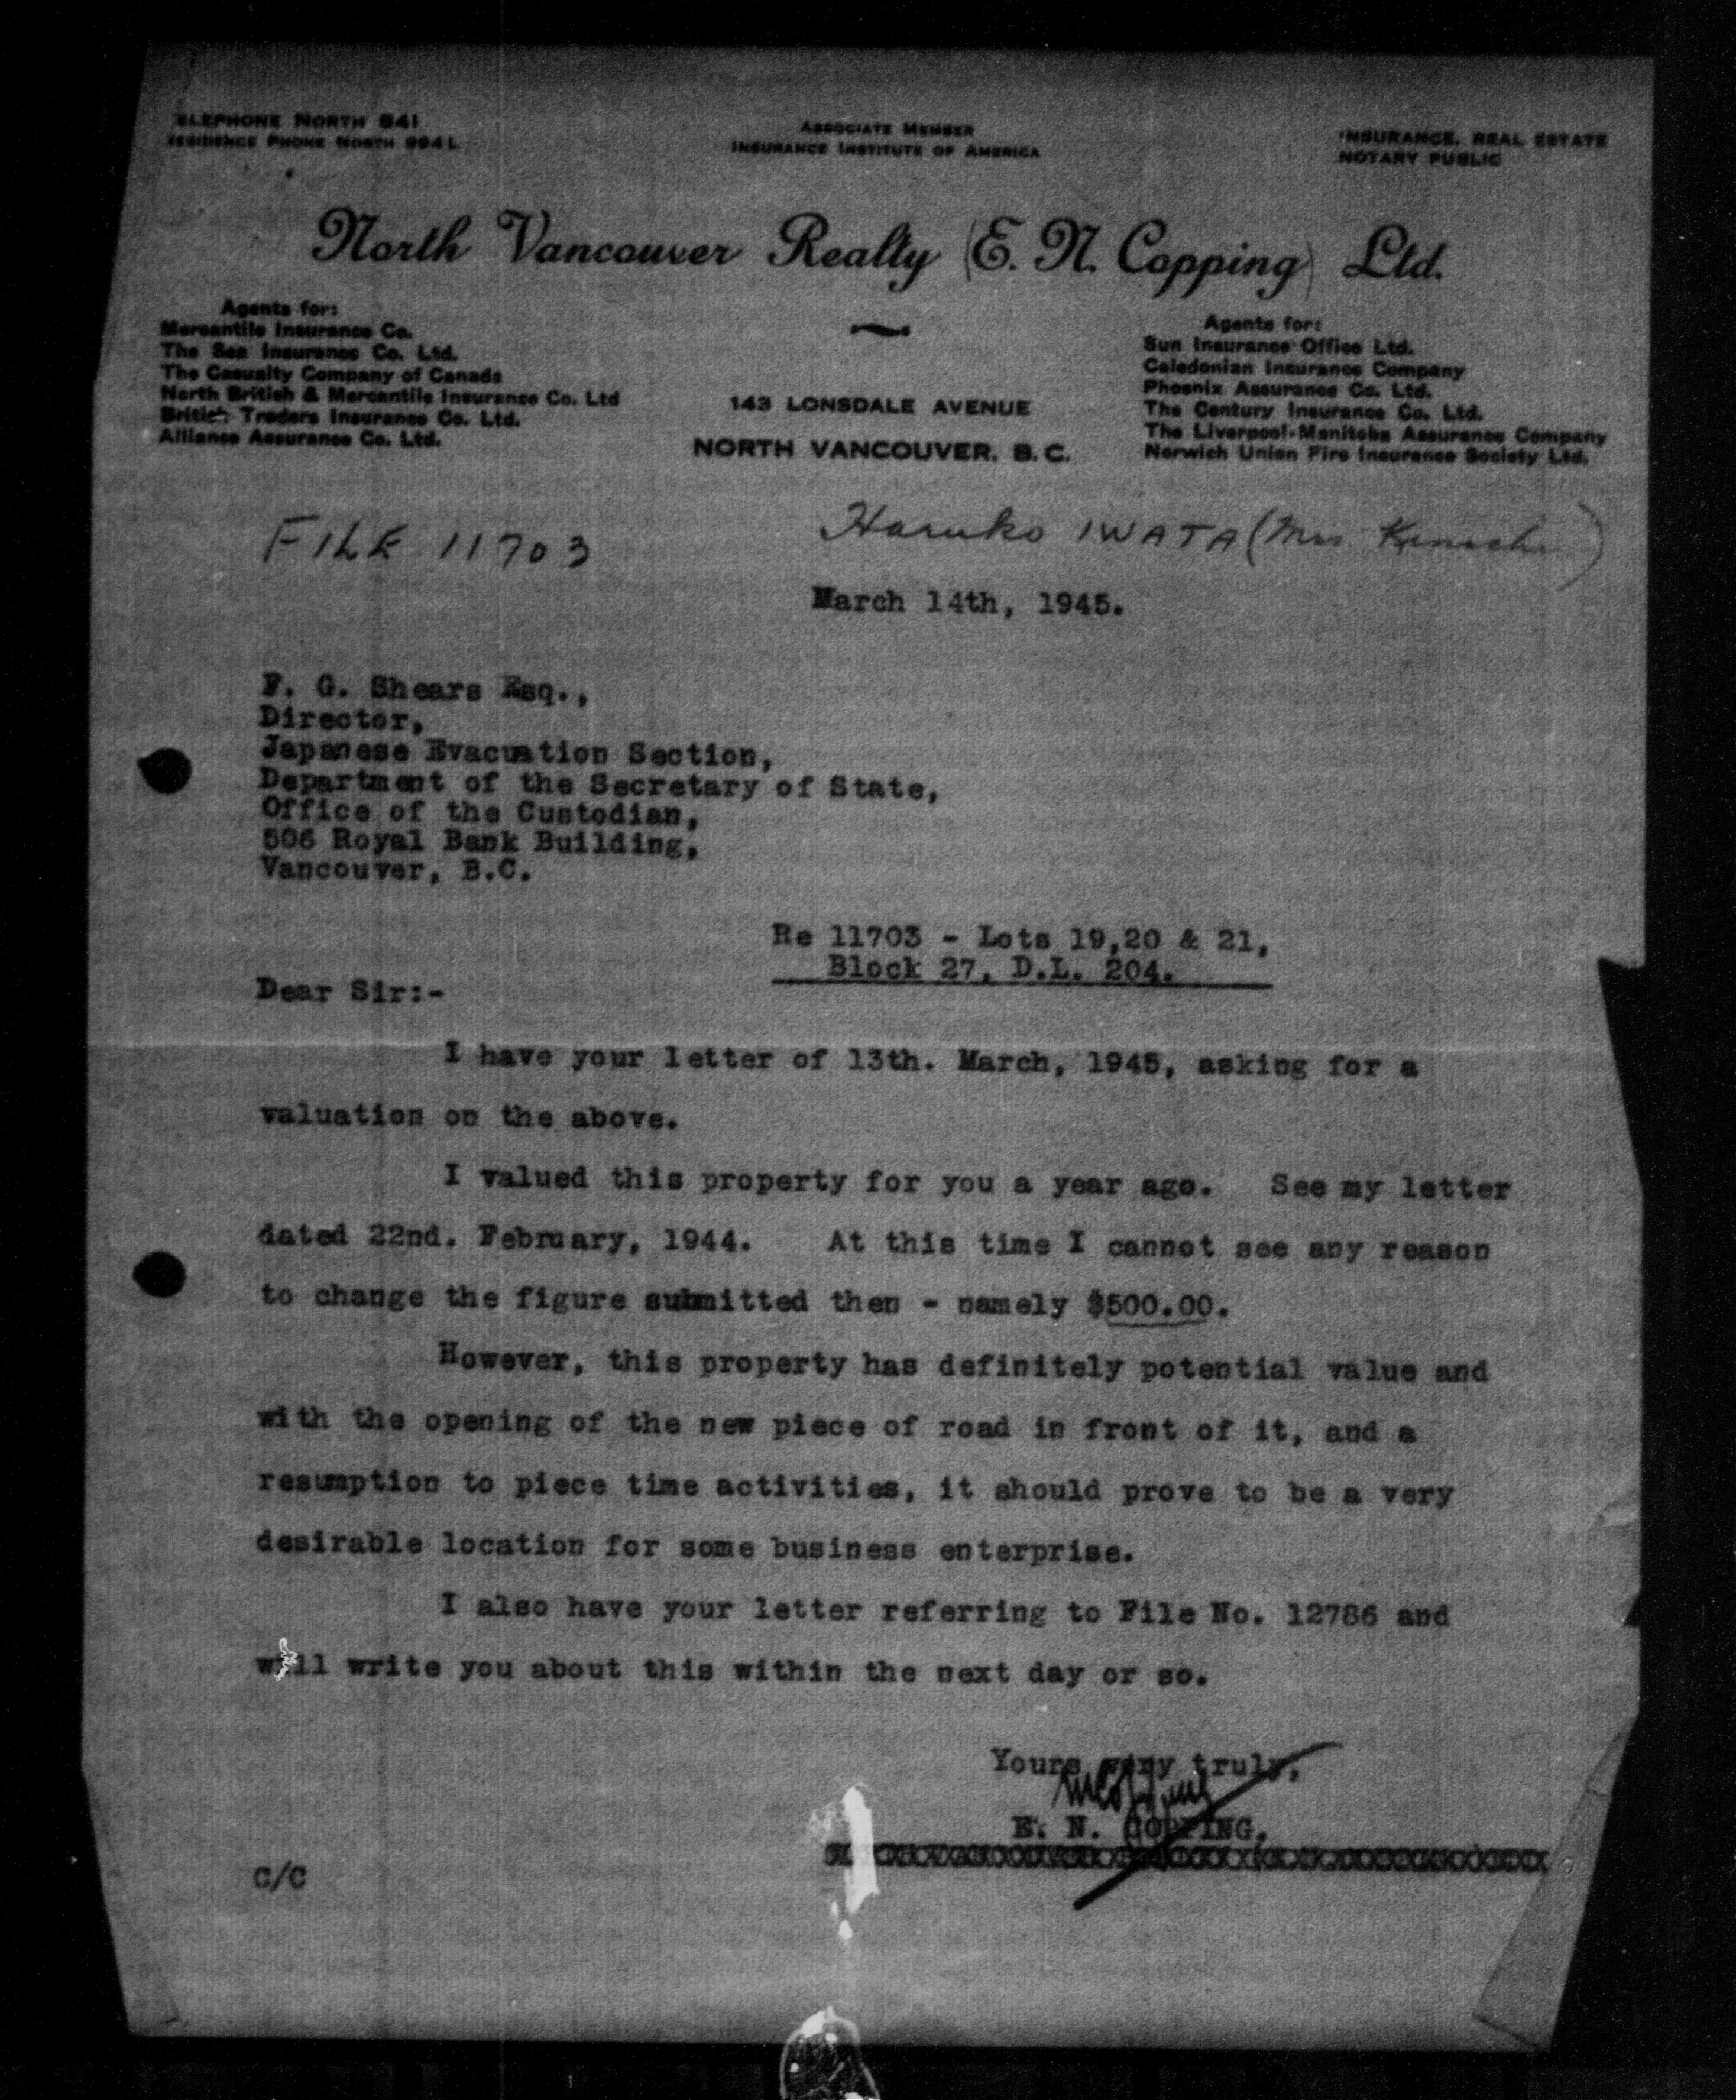 TELEPHONE NORTH 841
RESIDENCE PHONE NORTH 994L
ASSOCIATE MEMBER
INSURANCE INSTITUTE OF AMERICA
INSURANCE, REAL ESTATE
NOTARY PUBLIC
North Vancouver Realty (E. N. Copping) Ltd.
Agents for:
Mercantile Insurance Co.
The Sea Insurance Co. Ltd.
The Casualty Company of Canada
North British & Mercantile Insurance Co. Ltd
British Traders Insurance Co. Ltd.
Alliance Assurance Co. Ltd.
143 LONSDALE AVENUE
NORTH VANCOUVER, B.C.
Agents for:
Sun Insurance Office Ltd.
Caledonian Insurance Company
Phoenix Assurance Co. Ltd.
The Century Insurance Co. Ltd.
The Liverpool-Manitoba Assurance Company
Norwich Union Fire Insurance Society Ltd.
FILE 11703
Haruko IWATA (Mrs Kenichi)
March 14th, 1945.
F. G. Shears Esq.,
Director,
Japanese Evacuation Section,
Department of the Secretary of State,
Office of the Custodian,
506 Royal Bank Building,
Vancouver, B.C.
Re 11703 - Lots 19,20 & 21,
Block 27, D.L. 204.
Dear Sir:-
I have your letter of 13th. March, 1945, asking for a
valuation on the above.
I valued this property for you a year ago. See my letter
dated 22nd. February, 1944. At this time I cannot see any reason
to change the figure submitted then - namely $500.00.
However, this property has definitely potential value and
with the opening of the new piece of road in front of it, and a
resumption to piece time activities, it should prove to be a very
desirable location for some business enterprise.
I also have your letter referring to File No. 12786 and
will write you about this within the next day or so.
Yours very truly,
E. N. COPPING.
c/c